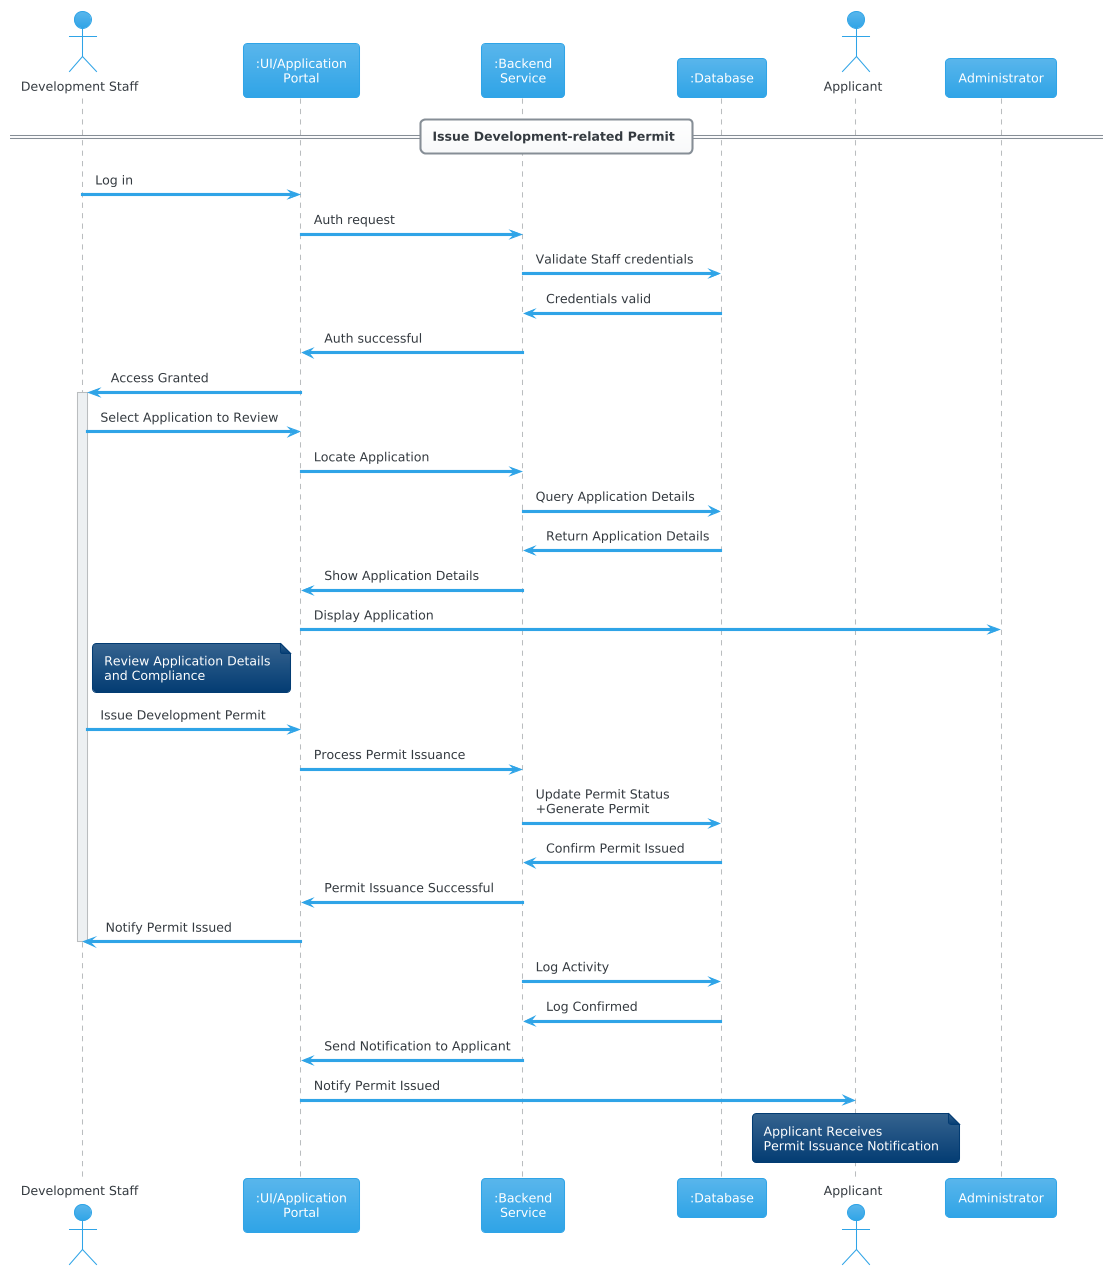 Development Staff
:UI/Application
Portal
:Backend
Service
:Database
Applicant
Administrator
Issue Development-related Permit
Log in
Auth request
Validate Staff credentials
Credentials valid
Auth successful
Access Granted
Select Application to Review
Locate Application
Query Application Details
Return Application Details
Show Application Details
Display Application
Review Application Details
and Compliance
Issue Development Permit
Process Permit Issuance
Update Permit Status
+Generate Permit
Confirm Permit Issued
Permit Issuance Successful
Notify Permit Issued
Log Activity
Log Confirmed
Send Notification to Applicant
Notify Permit Issued
Applicant Receives
Permit Issuance Notification
Development Staff
:UI/Application
Portal
:Backend
Service
:Database
Applicant
Administrator